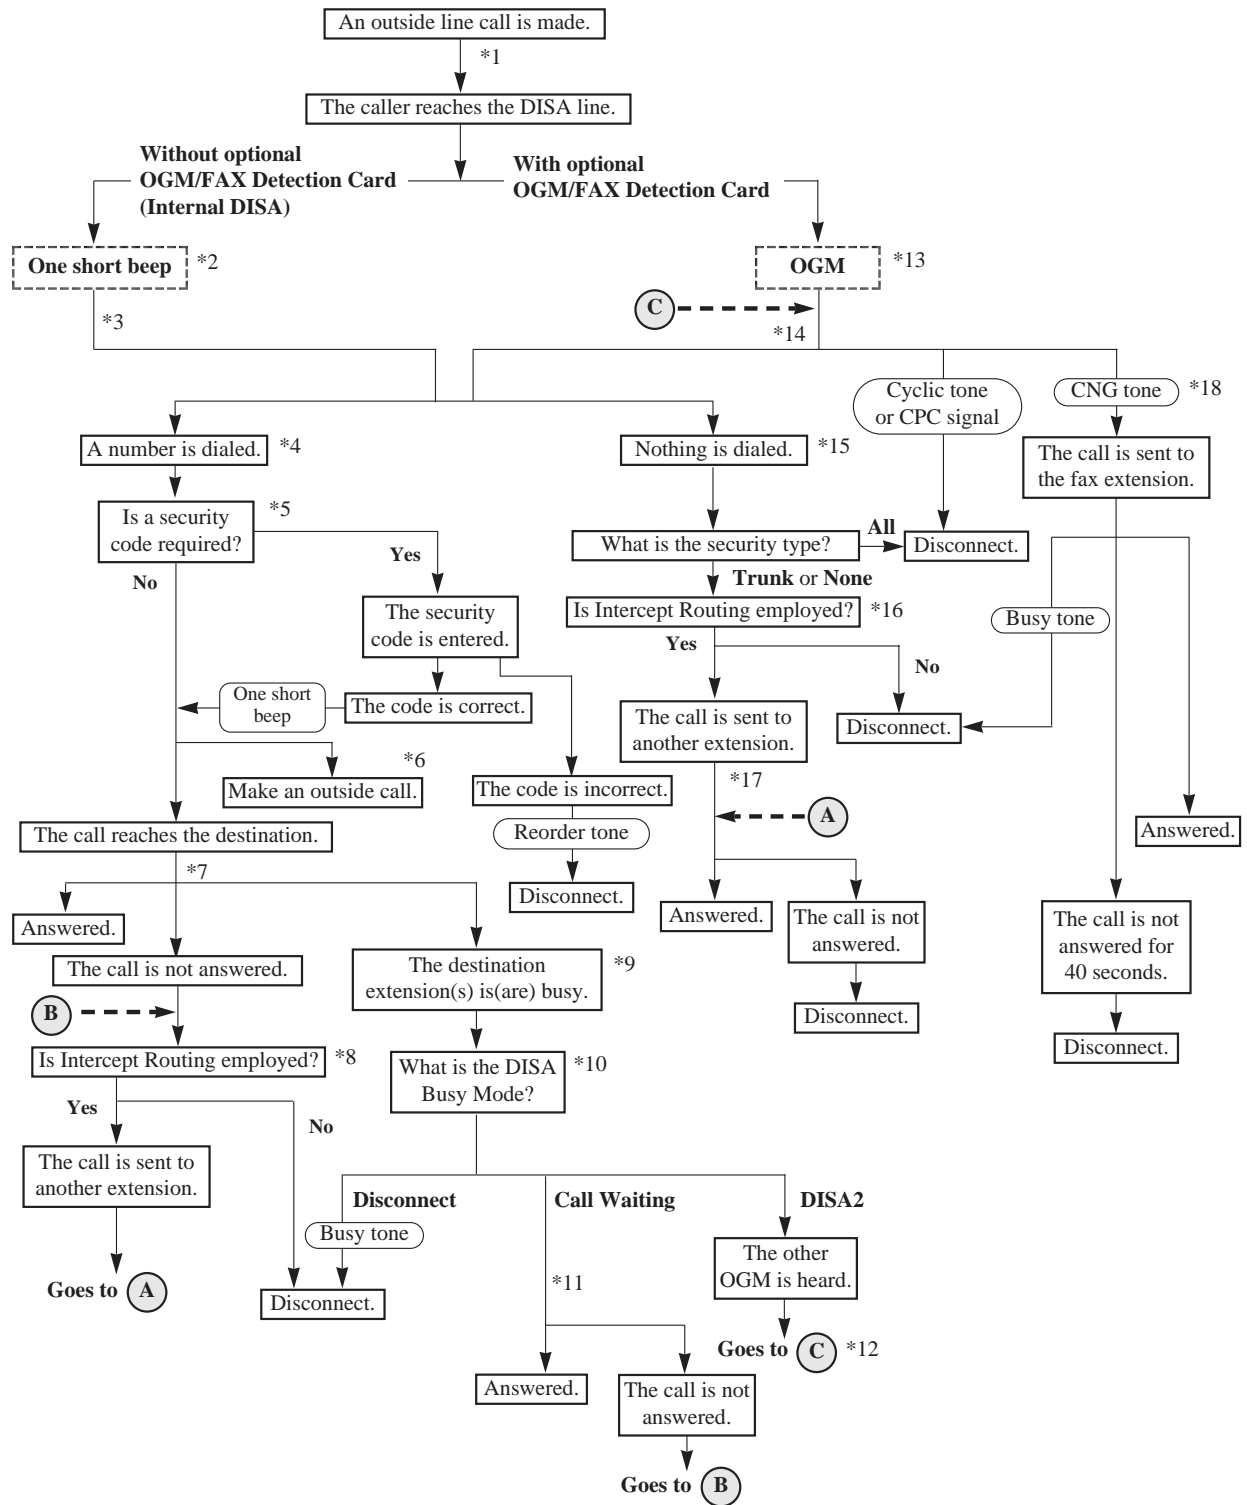 An outside line call is made.
*1
The caller reaches the DISA line.
Without optional
OGM/FAX Detection Card
(Internal DISA)
With optional
OGM/FAX Detection Card
One short beep
*2
OGM
*13
C
*3
*14
Cyclic tone
or CPC signal
CNG tone
*18
A number is dialed.
*4
Nothing is dialed.
*15
The call is sent to
the fax extension.
Is a security
code required?
*5
Yes
No
What is the security type?
All
Disconnect.
Trunk or None
The security
code is entered.
Is Intercept Routing employed?
*16
Busy tone
Yes
No
One short
beep
The code is correct.
The call is sent to
another extension.
Disconnect.
*6
Make an outside call.
The code is incorrect.
*17
A
The call reaches the destination.
Reorder tone
Answered.
*7
Disconnect.
Answered.
The call is not
answered.
Answered.
The call is not
answered for
40 seconds.
The call is not answered.
The destination
extension(s) is(are) busy.
*9
B
Disconnect.
Disconnect.
Is Intercept Routing employed?
*8
What is the DISA
Busy Mode?
*10
Yes
No
The call is sent to
another extension.
Disconnect
Call Waiting
DISA2
Busy tone
The other
OGM is heard.
Goes to A
Disconnect.
*11
Goes to C
*12
Answered.
The call is not
answered.
Goes to B